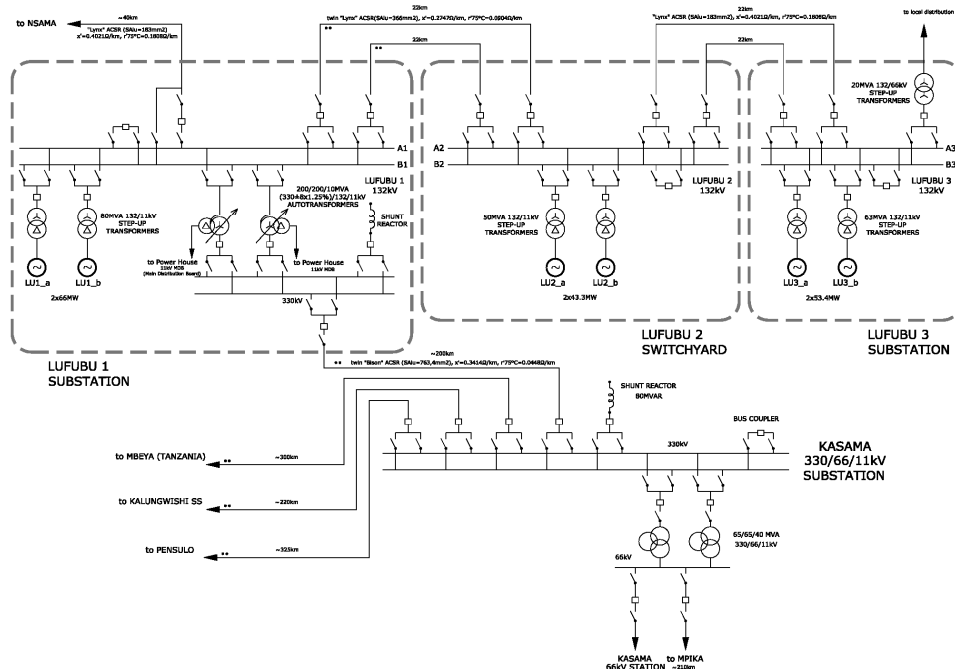 to NSAMA
~40km
"Lynx" ACSR (SAlu=183mm2)
x'=0.4021Ω/km, r'75°C=0.1808Ω/km
22km
twin "Lynx" ACSR(SAlu=366mm2), x'=0.2747Ω/km, r'75°C=0.0904Ω/km
22km
22km
"Lynx" ACSR (SAlu=183mm2), x'=0.4021Ω/km, r'75°C=0.1808Ω/km
22km
to local distribution
20MVA 132/66kV
STEP-UP
TRANSFORMERS
A1
B1
LUFUBU 1
132kV
A2
B2
LUFUBU 2
132kV
A3
B3
LUFUBU 3
132kV
80MVA 132/11kV
STEP-UP
TRANSFORMERS
200/200/10MVA
(330±8x1.25%)/132/11kV
AUTOTRANSFORMERS
SHUNT
REACTOR
50MVA 132/11kV
STEP-UP
TRANSFORMERS
63MVA 132/11kV
STEP-UP
TRANSFORMERS
to Power House
11kV MDB
(Main Distribution Board)
to Power House
11kV MDB
LU1_a
LU1_b
2x66MW
LU2_a
LU2_b
2x43.3MW
LU3_a
LU3_b
2x53.4MW
330kV
LUFUBU 1
SUBSTATION
LUFUBU 2
SWITCHYARD
LUFUBU 3
SUBSTATION
~200km
twin "Bison" ACSR (SAlu=763,4mm2), x'=0.3414Ω/km, r'75°C=0.0448Ω/km
SHUNT REACTOR
80MVAR
BUS COUPLER
330kV
KASAMA
330/66/11kV
SUBSTATION
to MBEYA (TANZANIA)
~300km
to KALUNGWISHI SS
~220km
to PENSULO
~325km
65/65/40 MVA
330/66/11kV
66kV
KASAMA
66kV STATION
to MPIKA
~210km